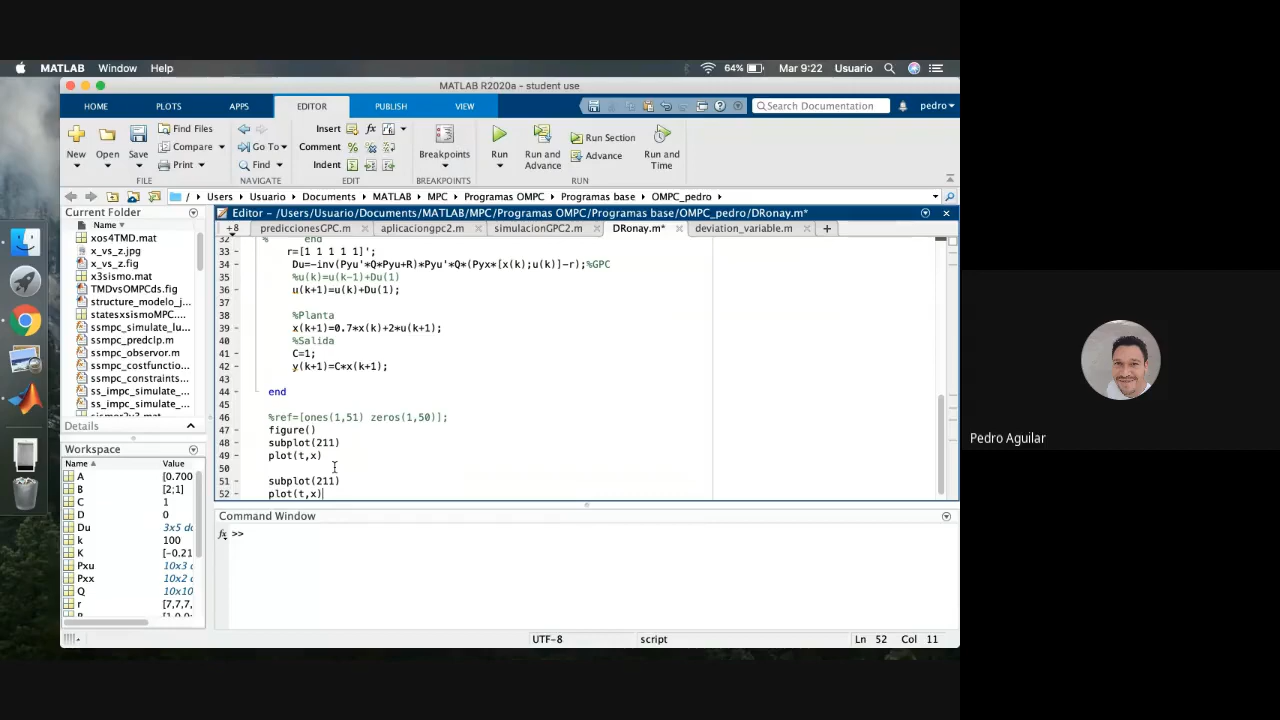 MATLAB Window Help 64% Mar 9:22 Usuario
MATLAB R2020a - student use
HOME PLOTS APPS EDITOR PUBLISH VIEW Search Documentation pedro
New Open Save Find Files Compare Print Go To Find Insert fx Comment Indent Breakpoints Run Run and Advance Run Section Advance Run and Time
FILE NAVIGATE EDIT BREAKPOINTS RUN
/ Users Usuario Documents MATLAB MPC Programas OMPC Programas base OMPC_pedro
Current Folder
Name
xos4TMD.mat
x_vs_z.jpg
x_vs_z.fig
x3sismo.mat
TMDvsOMPCds.fig
structure_modelo_j...
statesxsismoMPC....
ssmpc_simulate_lu...
ssmpc_predclp.m
ssmpc_observor.m
ssmpc_costfunctio...
ssmpc_constraints...
ss_impc_simulate_...
ss_impc_simulate_...
Details
Workspace
Name Value
A [0.700
B [2;1]
C 1
D 0
Du 3x5 do
k 100
K [-0.21
Pxu 10x3 d
Pxx 10x2 d
Q 10x10
r [7,7,7,
Editor - /Users/Usuario/Documents/MATLAB/MPC/Programas OMPC/Programas base/OMPC_pedro/DRonay.m*
+8 prediccionesGPC.m aplicaciongpc2.m simulacionGPC2.m DRonay.m* deviation_variable.m
32 % end
33 r=[1 1 1 1 1]';
34 Du=-inv(Pyu'*Q*Pyu+R)*Pyu'*Q*(Pyx*[x(k);u(k)]-r);%GPC
35 %u(k)=u(k-1)+Du(1)
36 u(k+1)=u(k)+Du(1);
37
38 %Planta
39 x(k+1)=0.7*x(k)+2*u(k+1);
40 %Salida
41 C=1;
42 y(k+1)=C*x(k+1);
43
44 end
45
46 %ref=[ones(1,51) zeros(1,50)];
47 figure()
48 subplot(211)
49 plot(t,x)
50
51 subplot(211)
52 plot(t,x)
Command Window
fx >>
UTF-8 script Ln 52 Col 11
Pedro Aguilar